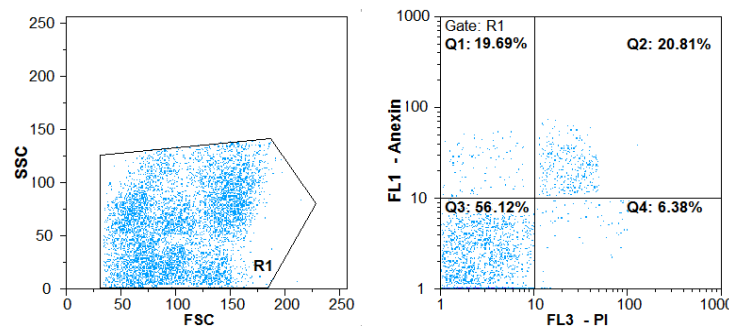 250
200
150
100
50
0
SSC
0
50
100
150
200
250
FSC
R1
1000
100
10
1
FL1 - Anexin
Gate: R1
Q1: 19.69%
Q2: 20.81%
Q3: 56.12%
Q4: 6.38%
1
10
100
1000
FL3 - PI